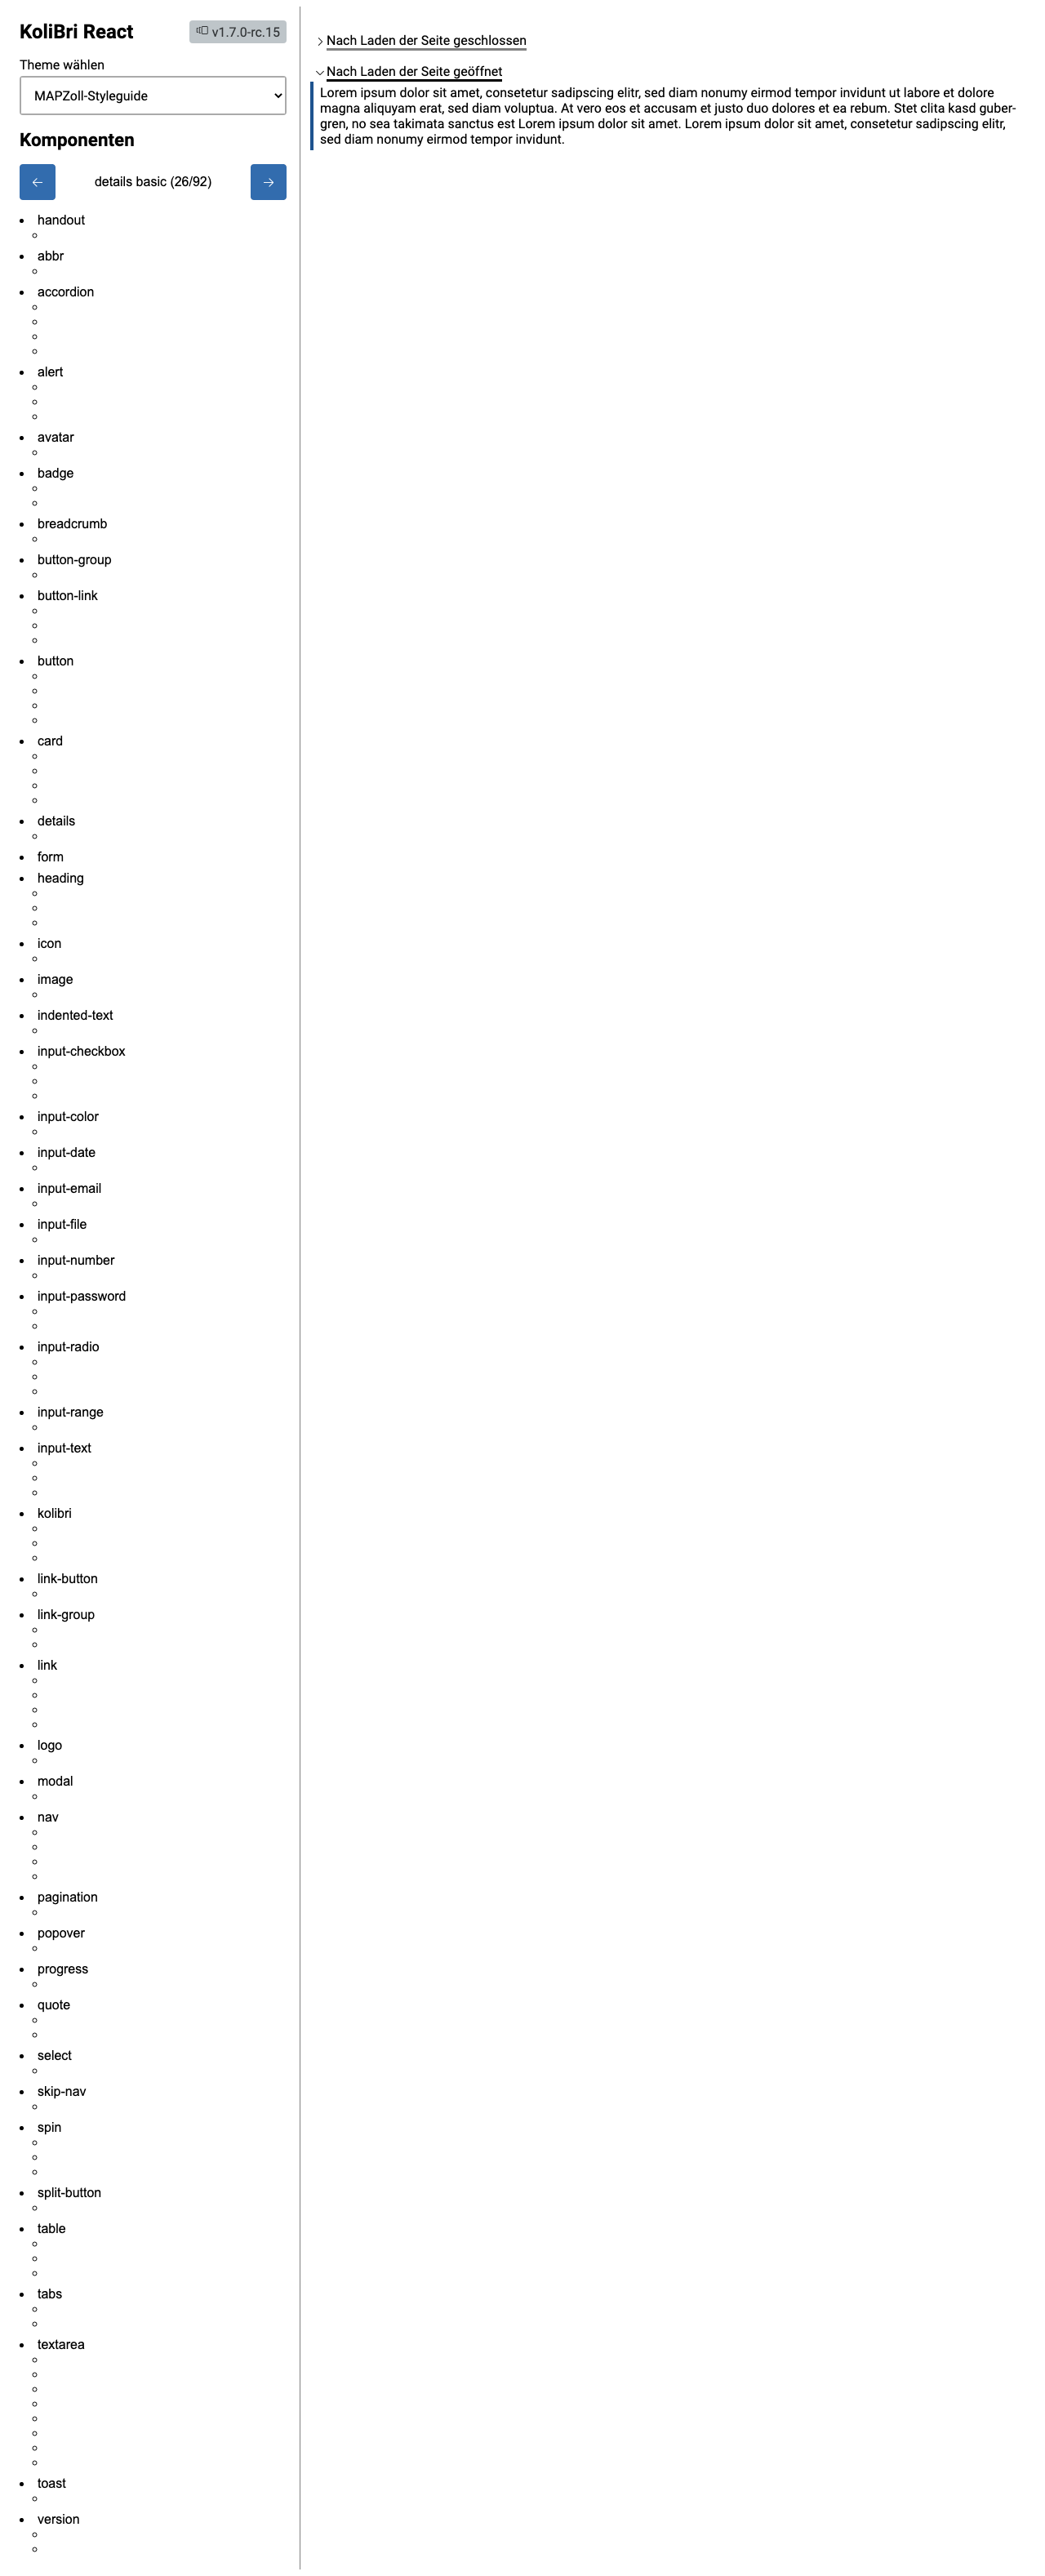 KoliBri React
v1.7.0-rc.15
Theme wählen
MAPZoll-Styleguide
Komponenten
details basic (26/92)
handout
abbr
accordion
alert
avatar
badge
breadcrumb
button-group
button-link
button
card
details
form
heading
icon
image
indented-text
input-checkbox
input-color
input-date
input-email
input-file
input-number
input-password
input-radio
input-range
input-text
kolibri
link-button
link-group
link
logo
modal
nav
pagination
popover
progress
quote
select
skip-nav
spin
split-button
table
tabs
textarea
toast
version
Nach Laden der Seite geschlossen
Nach Laden der Seite geöffnet
Lorem ipsum dolor sit amet, consetetur sadipscing elitr, sed diam nonumy eirmod tempor invidunt ut labore et dolore
magna aliquyam erat, sed diam voluptua. At vero eos et accusam et justo duo dolores et ea rebum. Stet clita kasd guber-
gren, no sea takimata sanctus est Lorem ipsum dolor sit amet. Lorem ipsum dolor sit amet, consetetur sadipscing elitr,
sed diam nonumy eirmod tempor invidunt.